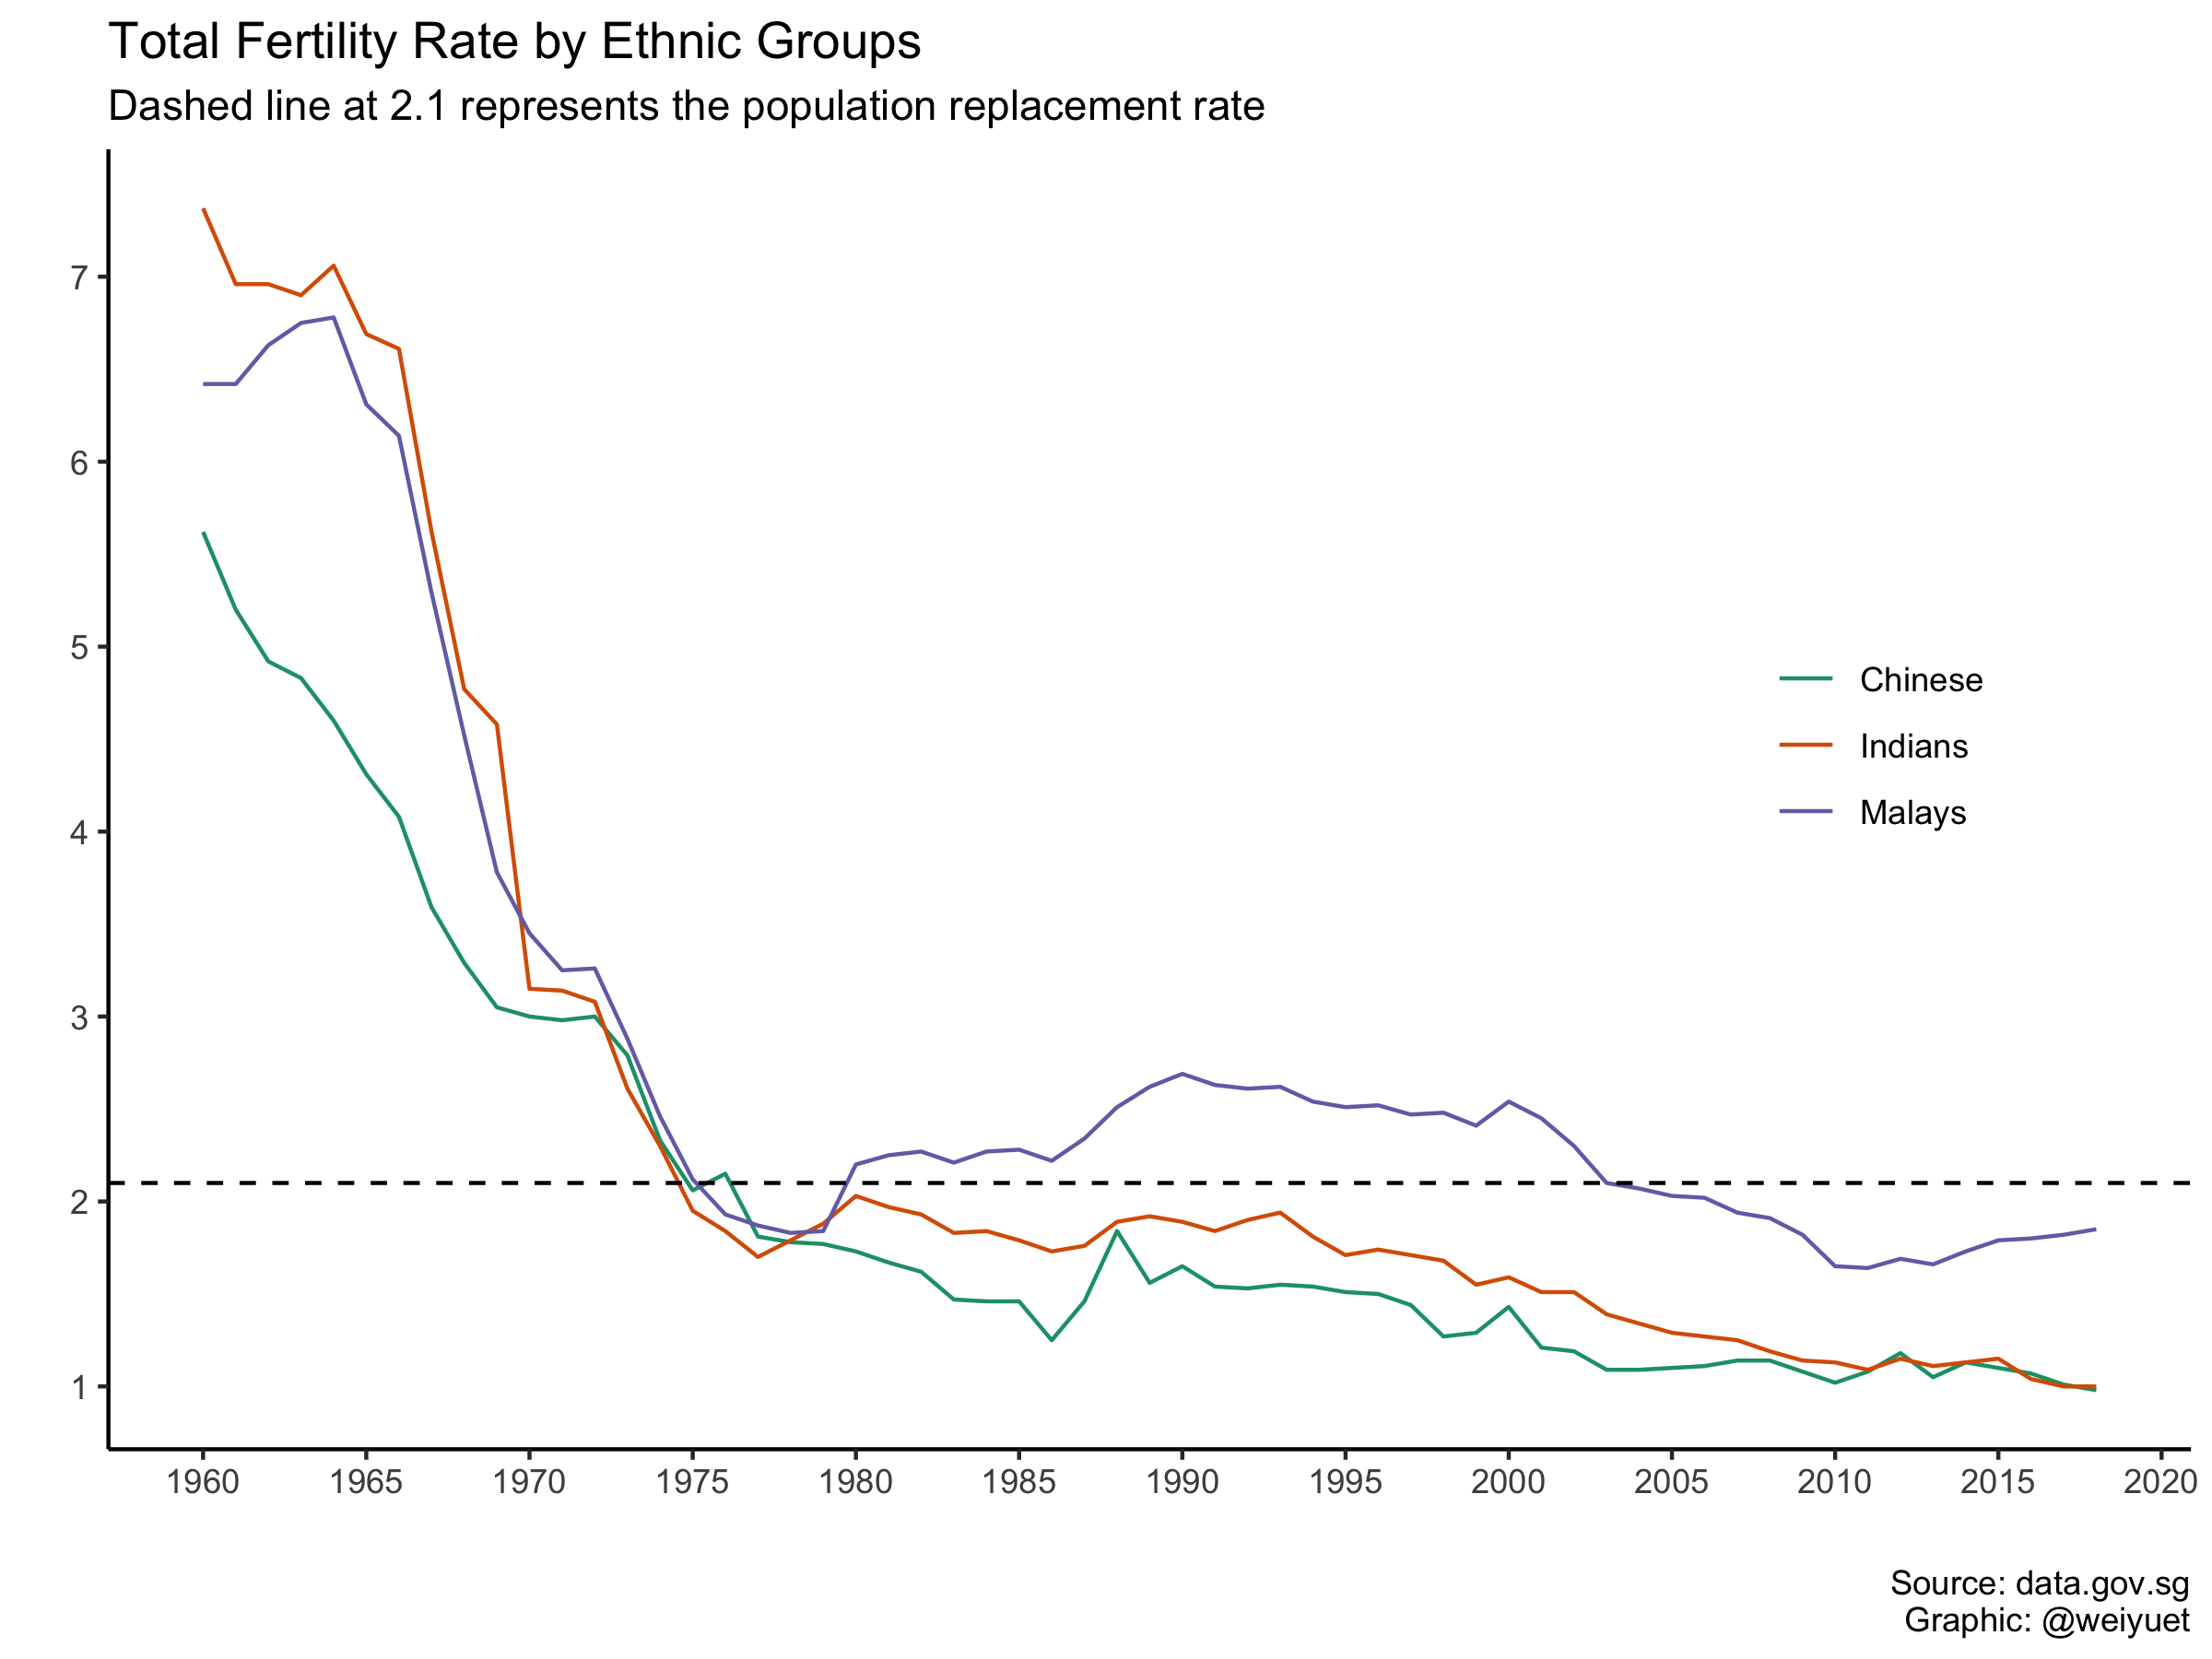 Total Fertility Rate by Ethnic Groups
Dashed line at 2.1 represents the population replacement rate
7
6
5
4
3
2
1
Chinese
Indians
Malays
1960 1965 1970 1975 1980 1985 1990 1995 2000 2005 2010 2015 2020
Source: data.gov.sg
Graphic: @weiyuet